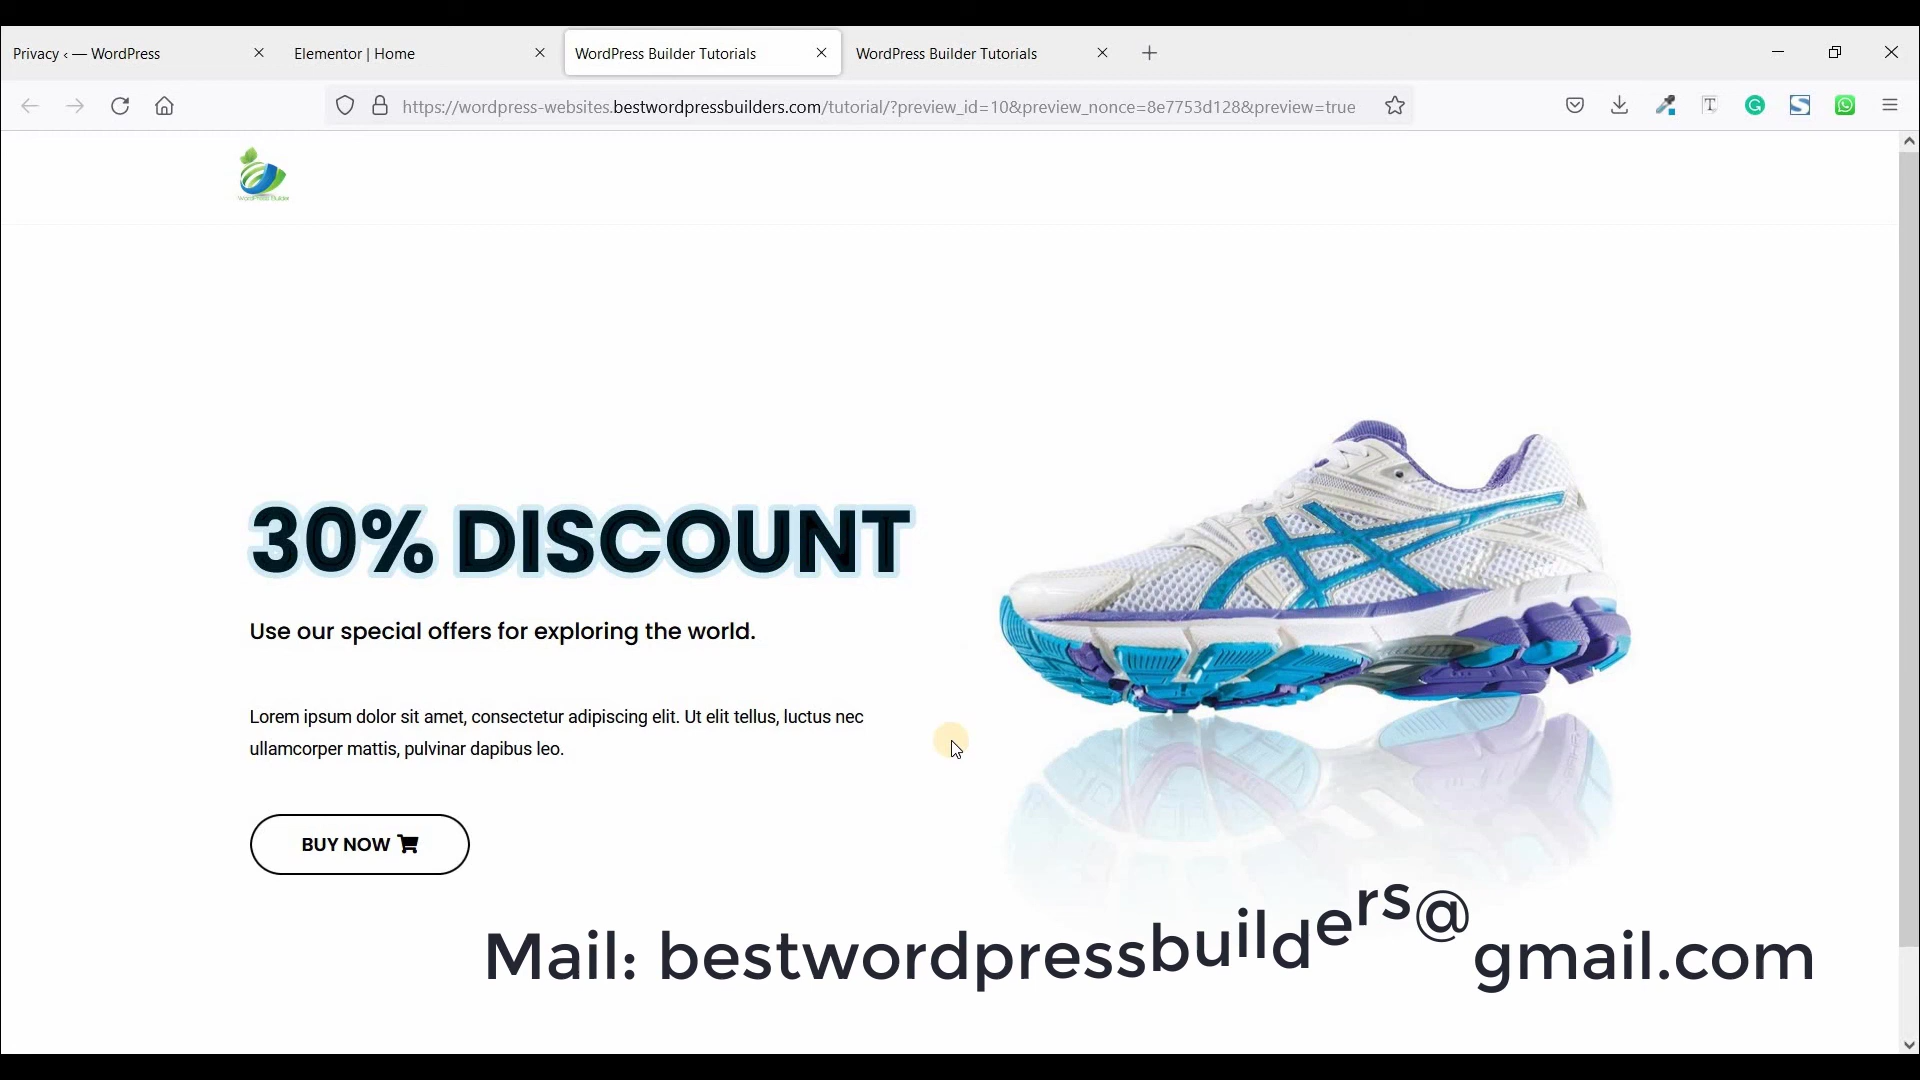 Privacy ‹ — WordPress
Elementor | Home
WordPress Builder Tutorials
WordPress Builder Tutorials
https://wordpress-websites.bestwordpressbuilders.com/tutorial/?preview_id=10&preview_nonce=8e7753d128&preview=true
WordPress Builder
30% DISCOUNT
Use our special offers for exploring the world.
Lorem ipsum dolor sit amet, consectetur adipiscing elit. Ut elit tellus, luctus nec
ullamcorper mattis, pulvinar dapibus leo.
BUY NOW
Mail: bestwordpressbuilders@gmail.com